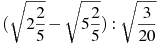 (√2 2/5 − √5 2/5) : √3/20